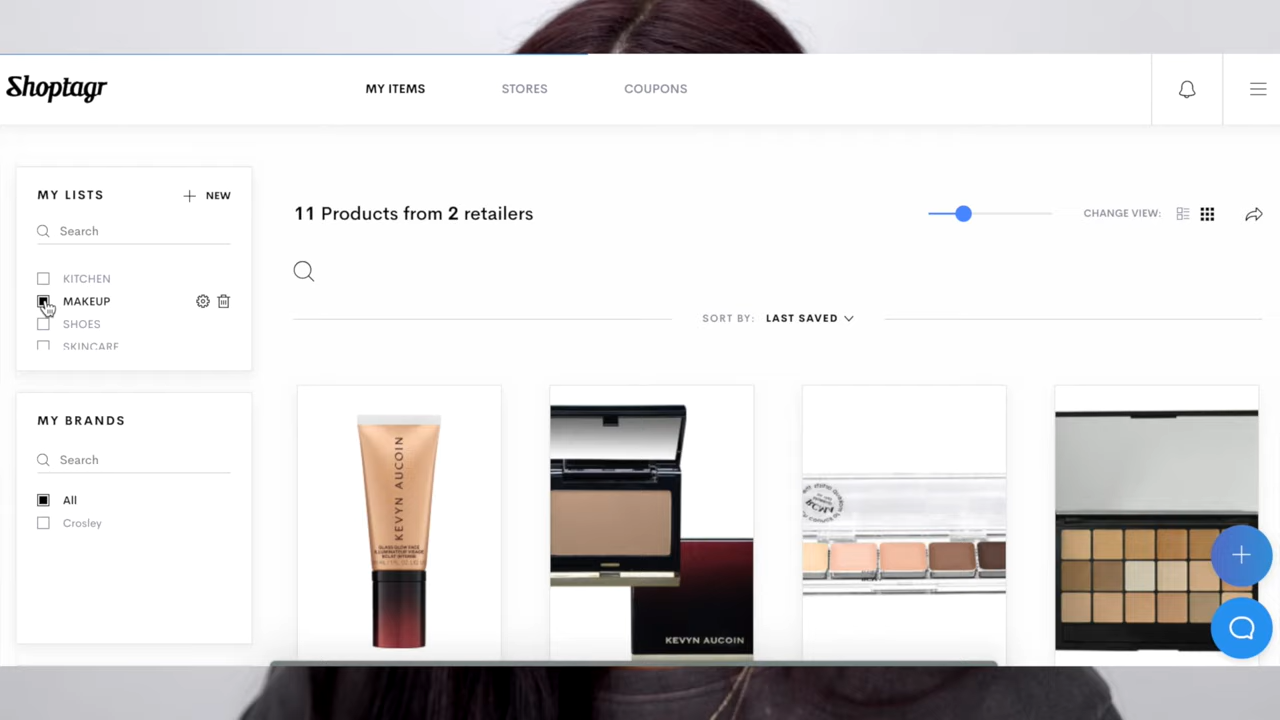 Shoptagr
MY ITEMS
STORES
COUPONS
MY LISTS
NEW
Search
KITCHEN
MAKEUP
SHOES
SKINCARE
MY BRANDS
Search
All
Crosley
11 Products from 2 retailers
CHANGE VIEW:
SORT BY: LAST SAVED
KEVYN AUCOIN
KEVYN AUCOIN